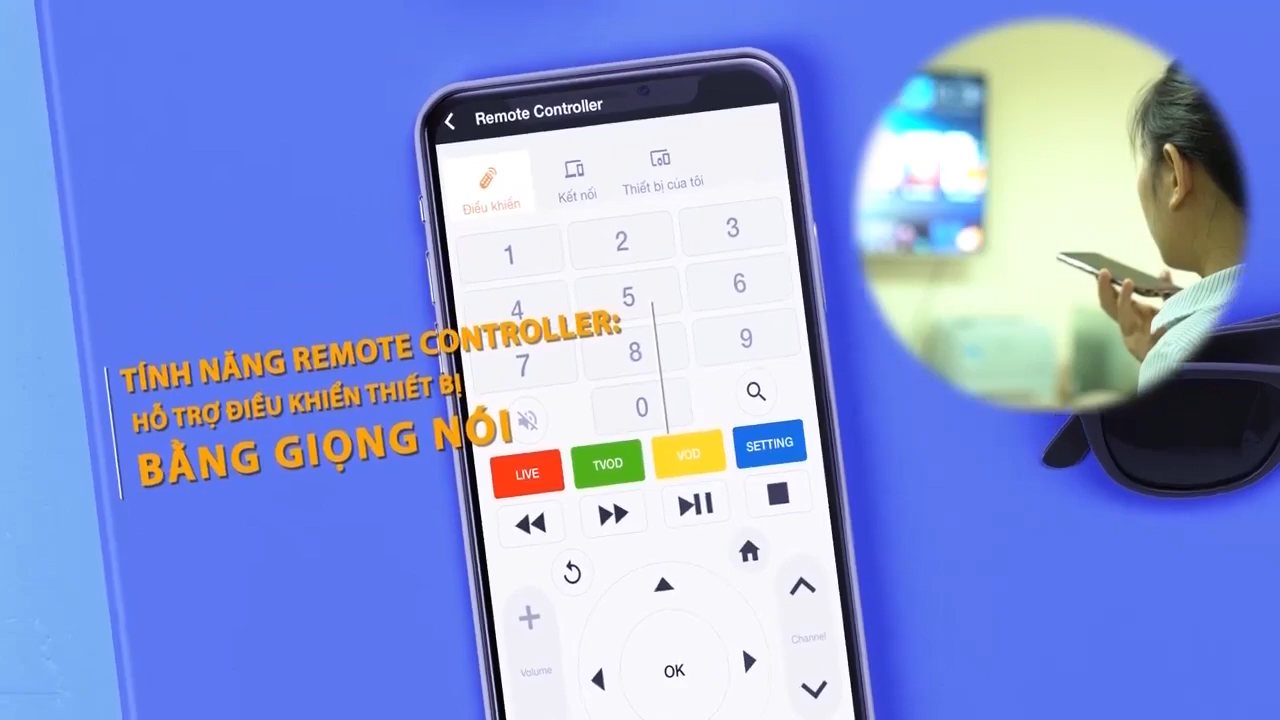 Remote Controller
Điều khiển
Kết nối
Thiết bị của tôi
1 2 3
4 5 6
7 8 9
0
TÍNH NĂNG REMOTE CONTROLLER:
HỖ TRỢ ĐIỀU KHIỂN THIẾT BỊ
BẰNG GIỌNG NÓI
LIVE TVOD VOD SETTING
Volume
OK
Channel